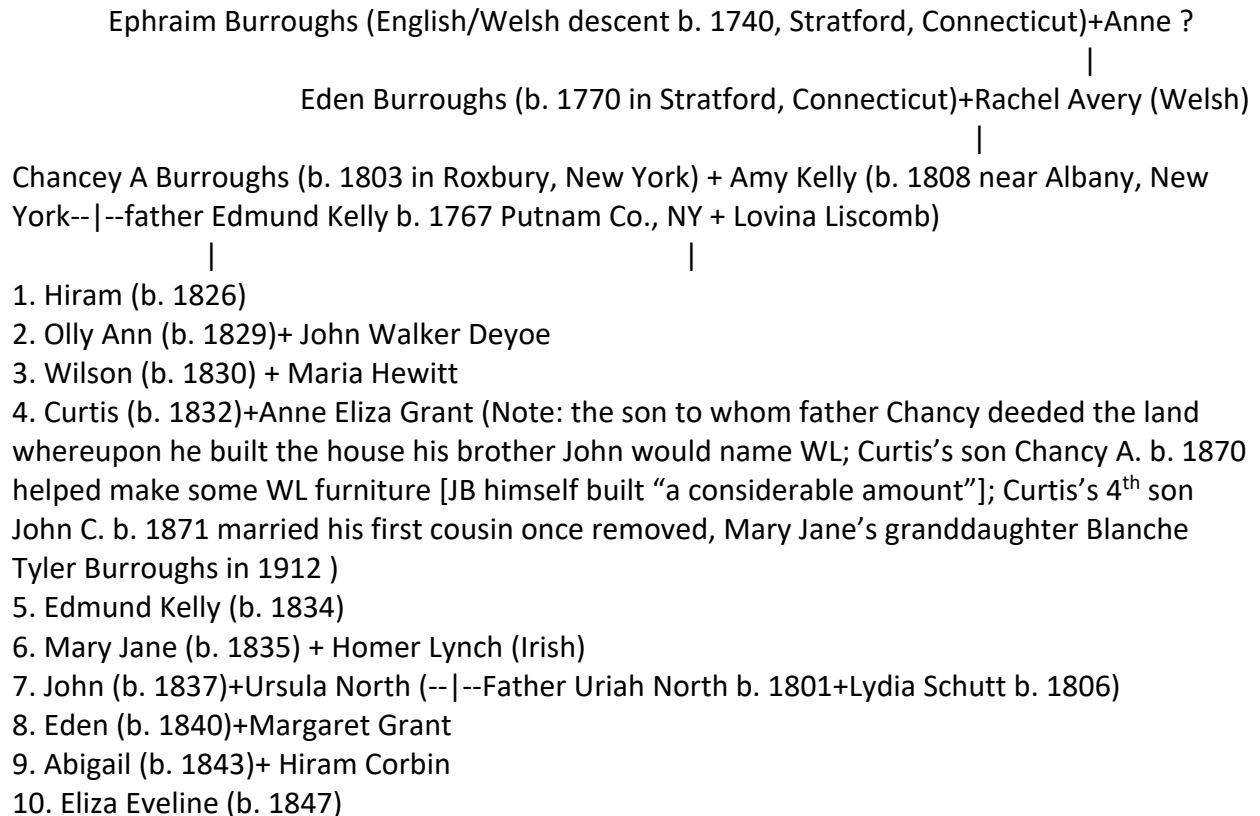 Ephraim Burroughs (English/Welsh descent b. 1740, Stratford, Connecticut)+Anne ?
|
Eden Burroughs (b. 1770 in Stratford, Connecticut)+Rachel Avery (Welsh)
|
Chancey A Burroughs (b. 1803 in Roxbury, New York) + Amy Kelly (b. 1808 near Albany, New
York--|--father Edmund Kelly b. 1767 Putnam Co., NY + Lovina Liscomb)
| |
1. Hiram (b. 1826)
2. Olly Ann (b. 1829)+ John Walker Deyoe
3. Wilson (b. 1830) + Maria Hewitt
4. Curtis (b. 1832)+Anne Eliza Grant (Note: the son to whom father Chancy deeded the land
whereupon he built the house his brother John would name WL; Curtis’s son Chancy A. b. 1870
helped make some WL furniture [JB himself built “a considerable amount”]; Curtis’s 4th son
John C. b. 1871 married his first cousin once removed, Mary Jane’s granddaughter Blanche
Tyler Burroughs in 1912 )
5. Edmund Kelly (b. 1834)
6. Mary Jane (b. 1835) + Homer Lynch (Irish)
7. John (b. 1837)+Ursula North (--|--Father Uriah North b. 1801+Lydia Schutt b. 1806)
8. Eden (b. 1840)+Margaret Grant
9. Abigail (b. 1843)+ Hiram Corbin
10. Eliza Eveline (b. 1847)